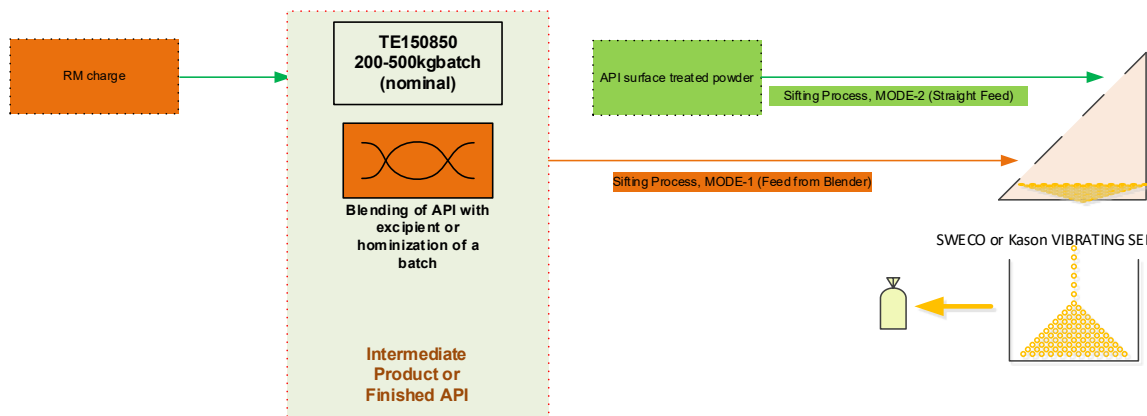 RM charge
TE150850
200-500kgbatch
(nominal)
Blending of API with
excipient or
hominization of a
batch
Intermediate
Product or
Finished API
API surface treated powder
Sifting Process, MODE-2 (Straight Feed)
Sifting Process, MODE-1 (Feed from Blender)
SWECO or Kason VIBRATING